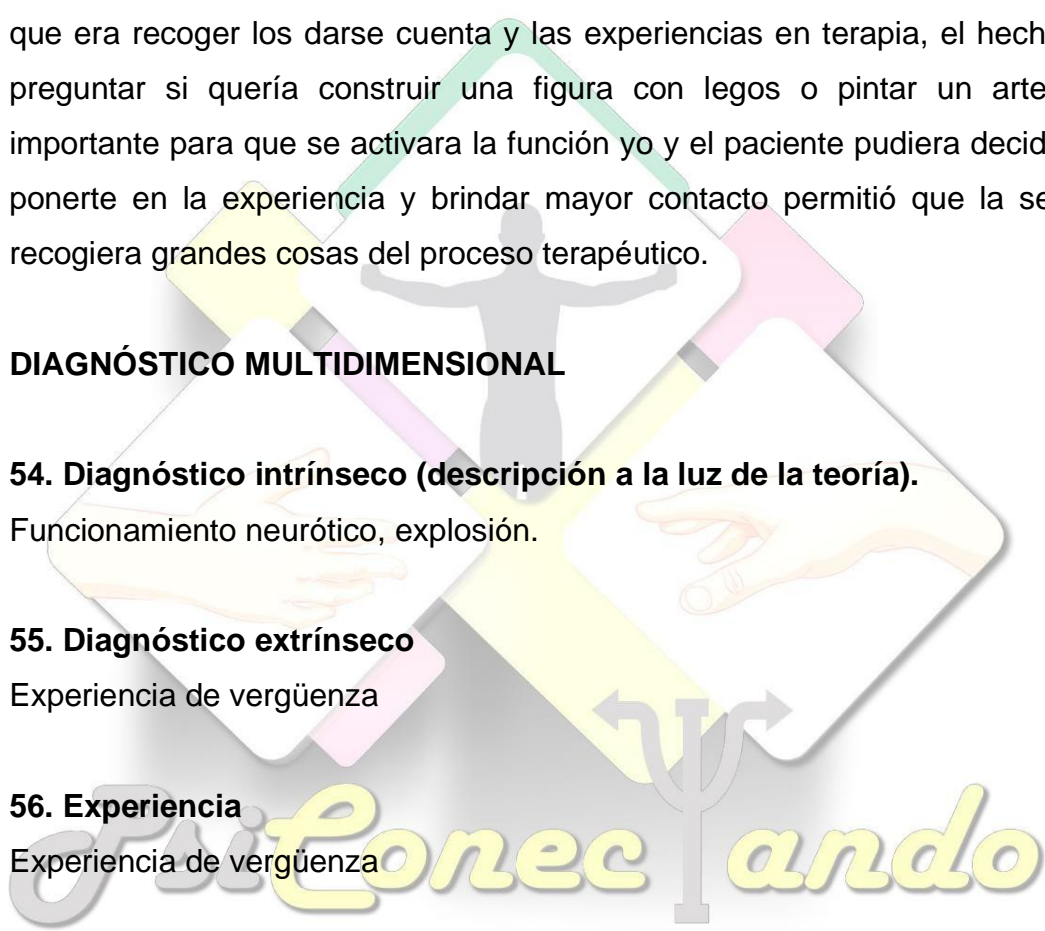 que era recoger los darse cuenta y las experiencias en terapia, el hech
preguntar si quería construir una figura con legos o pintar un arte
importante para que se activara la función yo y el paciente pudiera decid
ponerte en la experiencia y brindar mayor contacto permitió que la se
recogiera grandes cosas del proceso terapéutico.
DIAGNÓSTICO MULTIDIMENSIONAL
54. Diagnóstico intrínseco (descripción a la luz de la teoría).
Funcionamiento neurótico, explosión.
55. Diagnóstico extrínseco
Experiencia de vergüenza
56. Experiencia
Experiencia de vergüenza
PsiConectando